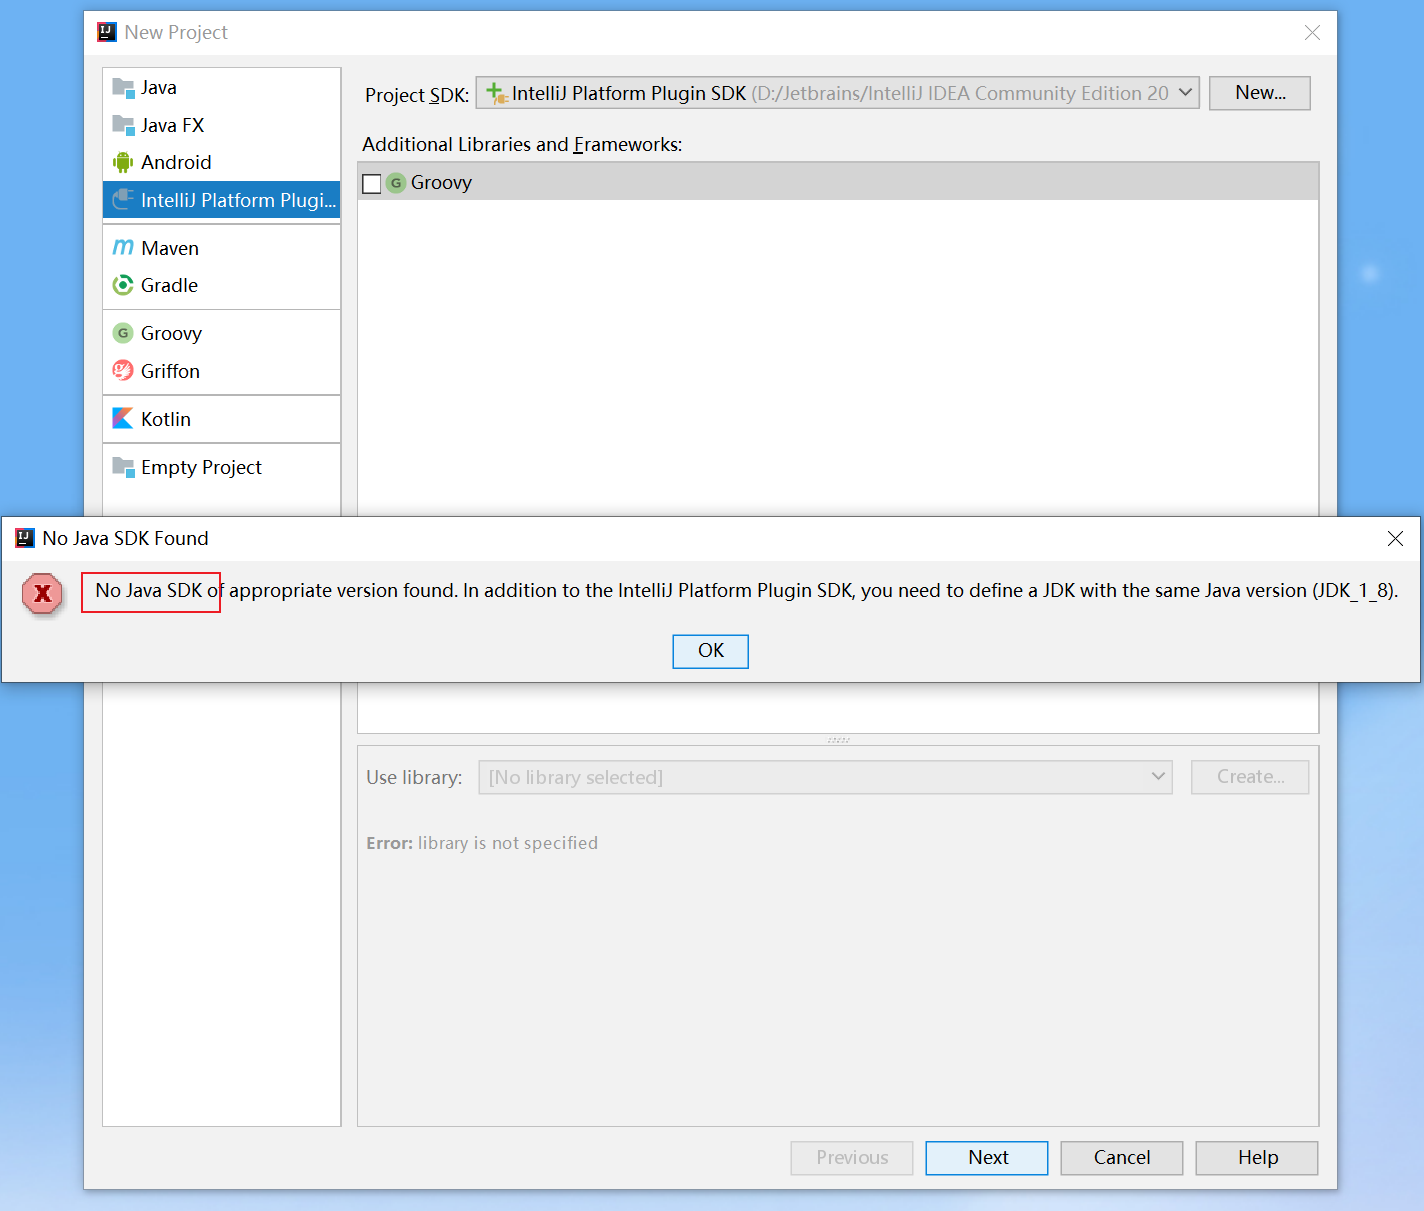 New Project
Java
Java FX
Android
IntelliJ Platform Plugi...
Maven
Gradle
Groovy
Griffon
Kotlin
Empty Project
Project SDK: IntelliJ Platform Plugin SDK (D:/Jetbrains/IntelliJ IDEA Community Edition 20 New...
Additional Libraries and Frameworks:
G Groovy
No Java SDK Found
No Java SDK of appropriate version found. In addition to the IntelliJ Platform Plugin SDK, you need to define a JDK with the same Java version (JDK_1_8).
OK
Use library: [No library selected] Create...
Error: library is not specified
Previous Next Cancel Help